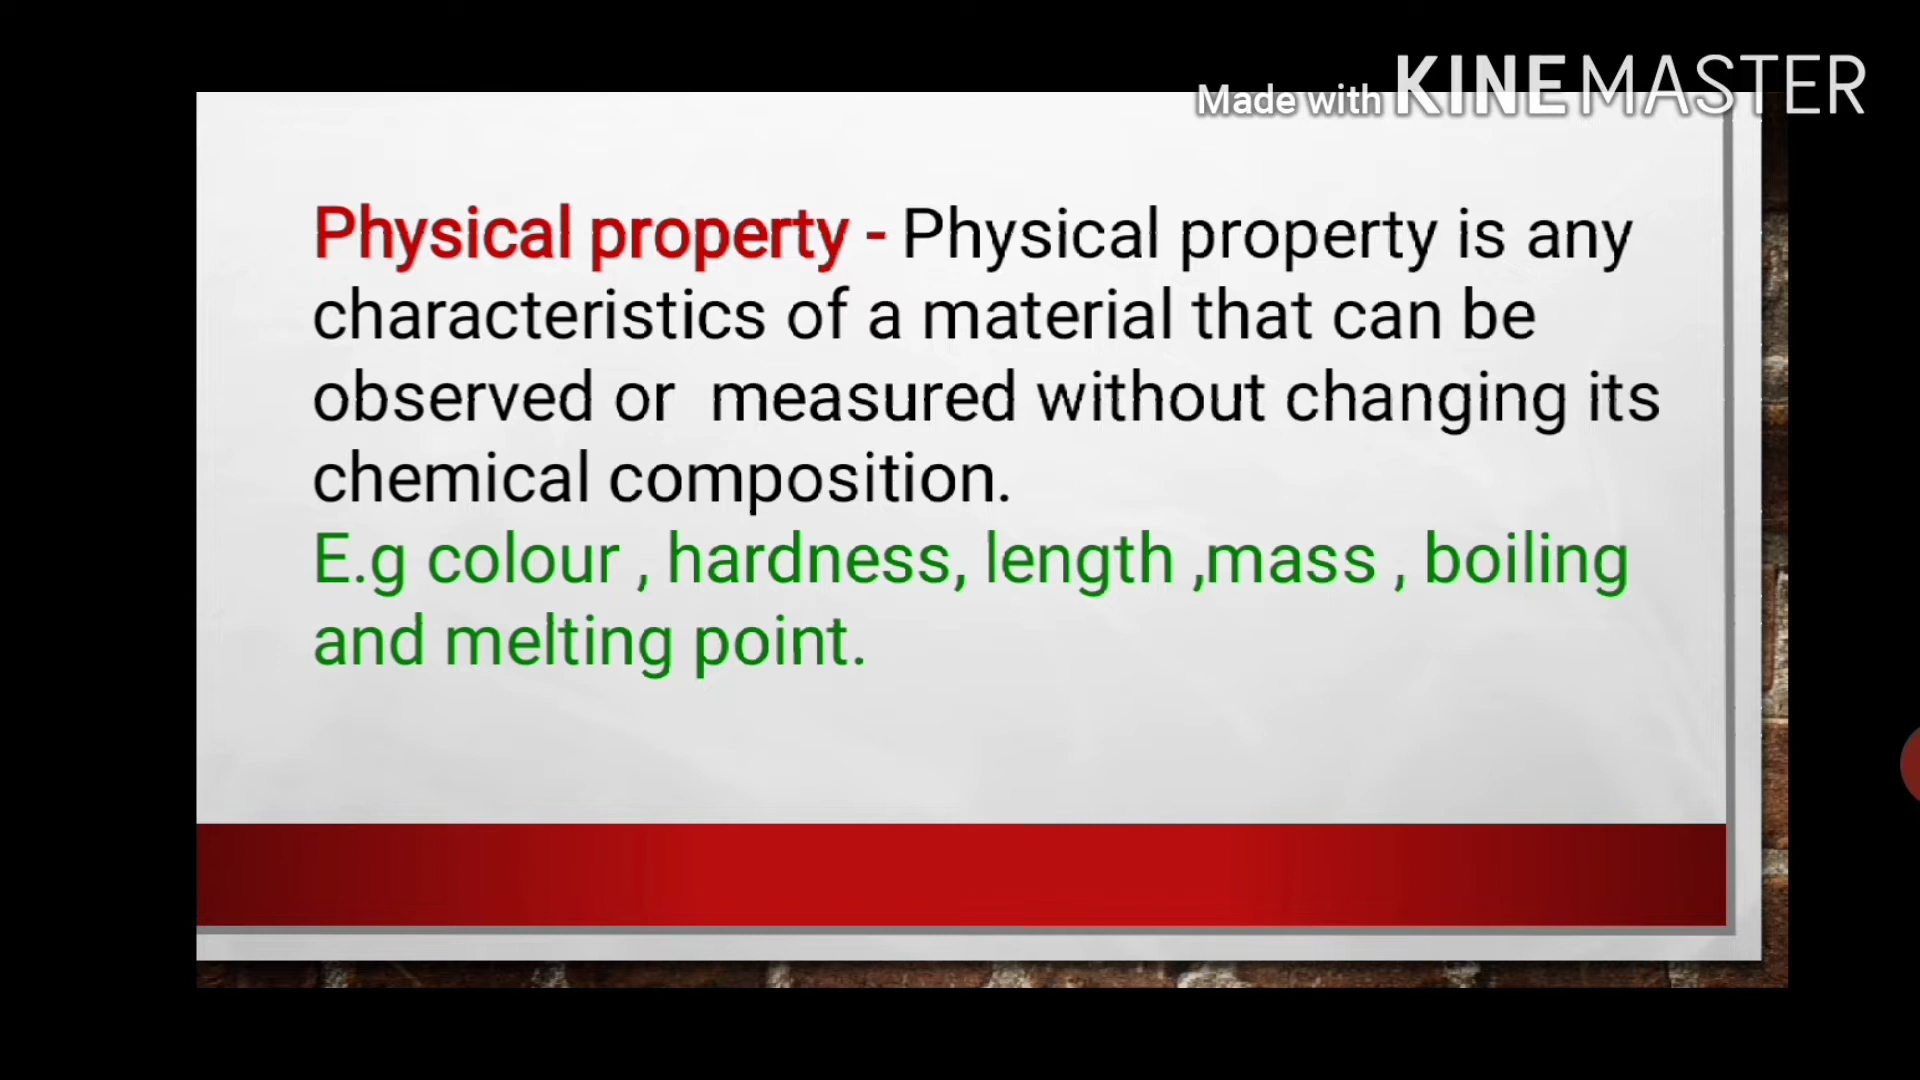 Made with KINEMASTER
Physical property - Physical property is any
characteristics of a material that can be
observed or  measured without changing its
chemical composition.
E.g colour , hardness, length ,mass , boiling
and melting point.